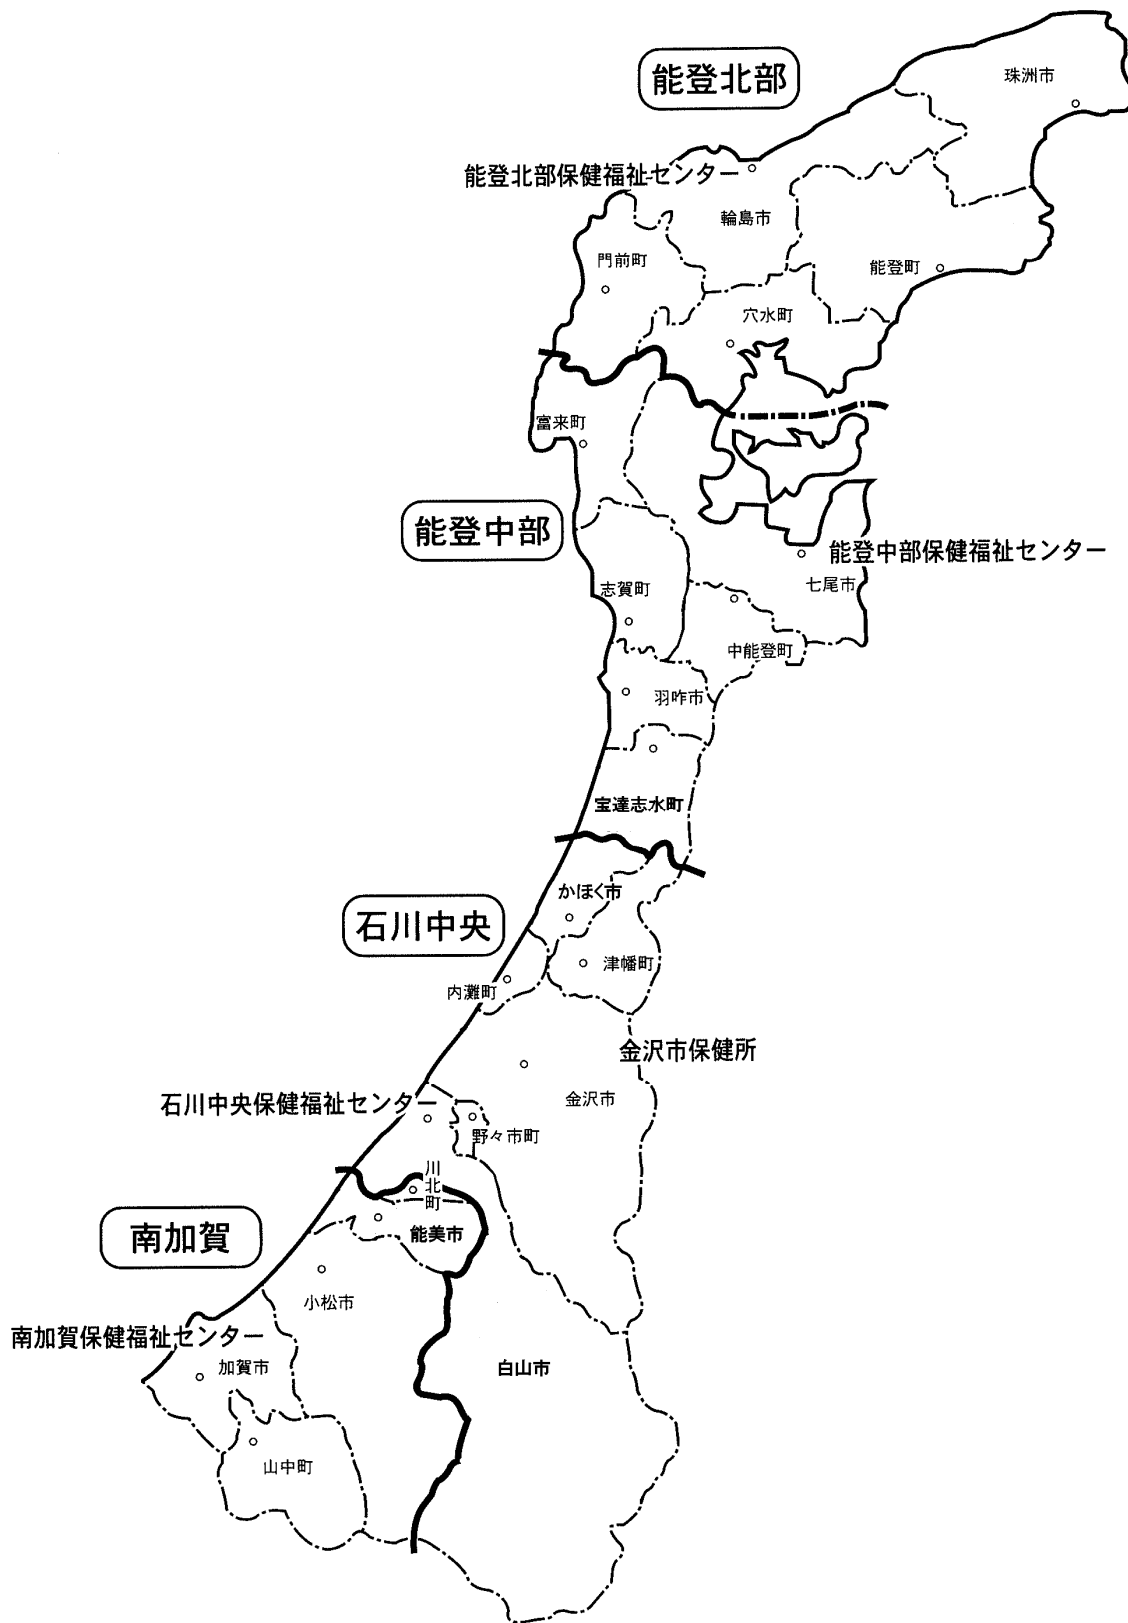 能登北部
珠洲市
能登北部保健福祉センター
輪島市
門前町
能登町
穴水町
富来町
能登中部
能登中部保健福祉センター
七尾市
志賀町
中能登町
羽咋市
宝達志水町
かほく市
石川中央
津幡町
内灘町
金沢市保健所
金沢市
石川中央保健福祉センター
野々市町
川北町
南加賀
能美市
小松市
南加賀保健福祉センター
加賀市
白山市
山中町